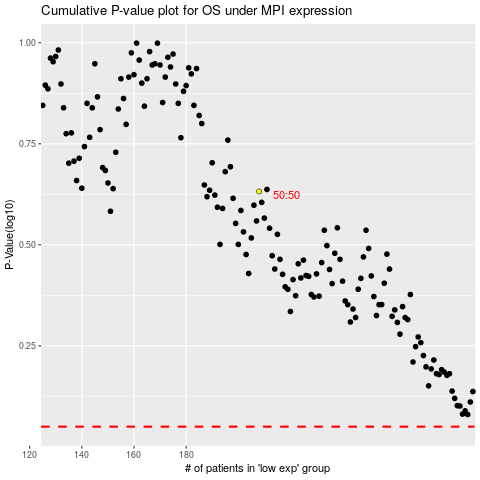 Cumulative P-value plot for OS under MPI expression
1.00
0.75
0.50
0.25
P-Value(log10)
50:50
120 140 160 180
# of patients in 'low exp' group